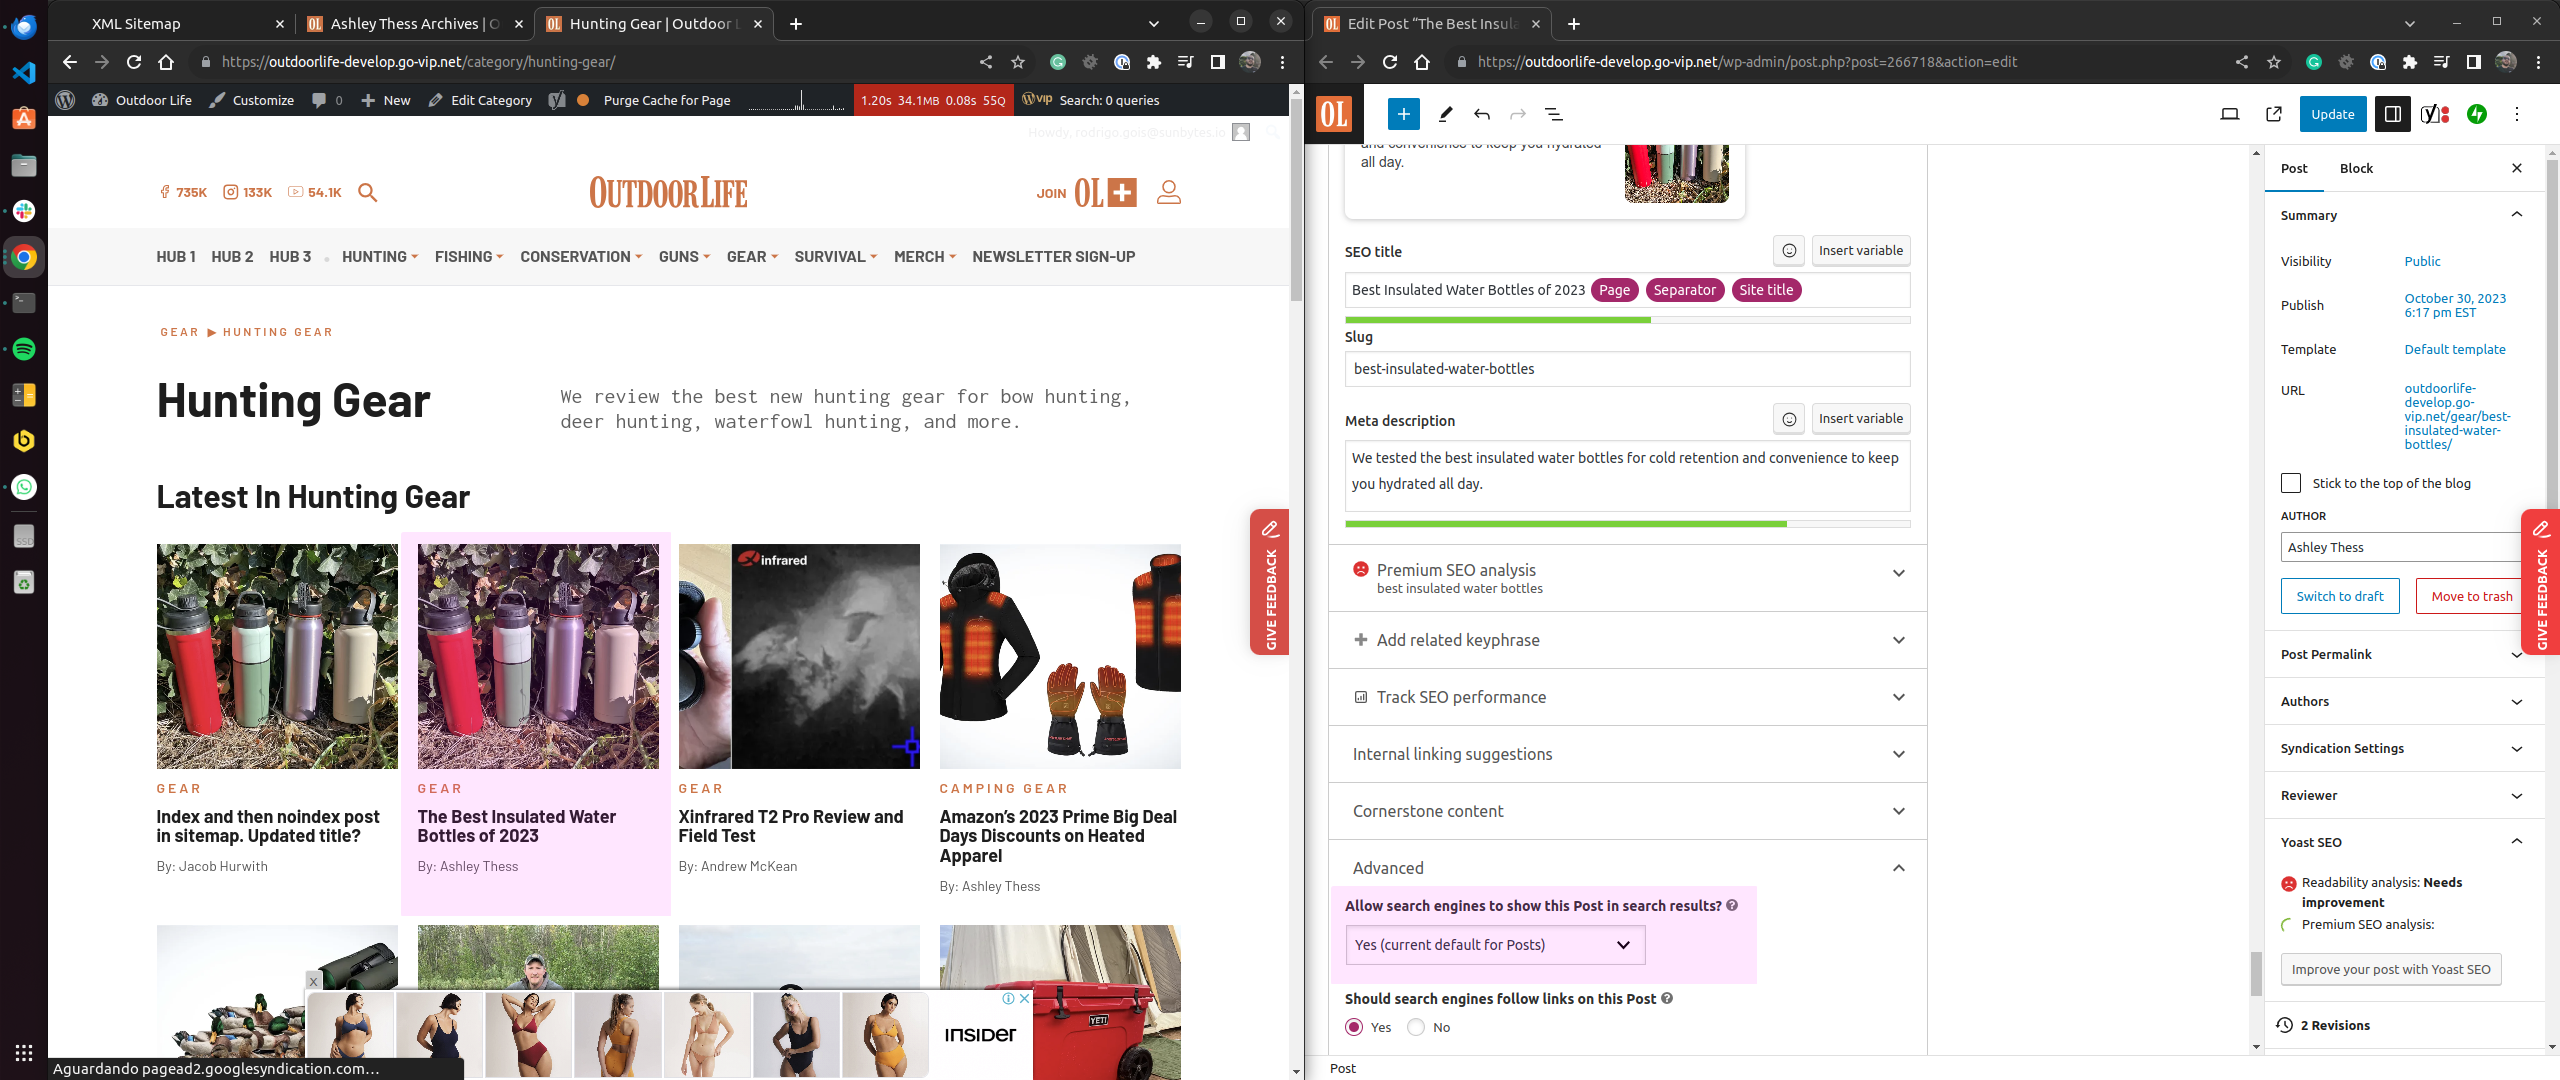 XML Sitemap
Ashley Thess Archives | O
Hunting Gear | Outdoor L
https://outdoorlife-develop.go-vip.net/category/hunting-gear/
Outdoor Life
Customize
0
New
Edit Category
Purge Cache for Page
1.20s 34.1MB 0.08s 55Q
vip
Search: 0 queries
Howdy, rodrigo.gois@sunbytes.io
735K
133K
54.1K
OUTDOOR LIFE
JOIN OL
HUB 1
HUB 2
HUB 3
HUNTING
FISHING
CONSERVATION
GUNS
GEAR
SURVIVAL
MERCH
NEWSLETTER SIGN-UP
GEAR ▶ HUNTING GEAR
Hunting Gear
We review the best new hunting gear for bow hunting,
deer hunting, waterfowl hunting, and more.
Latest In Hunting Gear
GIVE FEEDBACK
infrared
GEAR
Index and then noindex post
in sitemap. Updated title?
By: Jacob Hurwith
GEAR
The Best Insulated Water
Bottles of 2023
By: Ashley Thess
GEAR
Xinfrared T2 Pro Review and
Field Test
By: Andrew McKean
CAMPING GEAR
Amazon's 2023 Prime Big Deal
Days Discounts on Heated
Apparel
By: Ashley Thess
x
INSIDER
YETI
Aguardando pagead2.googlesyndication.com…
SSD
Edit Post "The Best Insula
https://outdoorlife-develop.go-vip.net/wp-admin/post.php?post=266718&action=edit
OL
Update
and convenience to keep you hydrated
all day.
SEO title
Insert variable
Best Insulated Water Bottles of 2023 Page Separator Site title
Slug
best-insulated-water-bottles
Meta description
Insert variable
We tested the best insulated water bottles for cold retention and convenience to keep
you hydrated all day.
Premium SEO analysis
best insulated water bottles
Add related keyphrase
Track SEO performance
Internal linking suggestions
Cornerstone content
Advanced
Allow search engines to show this Post in search results?
Yes (current default for Posts)
Should search engines follow links on this Post
Yes
No
Post
Post
Block
Summary
Visibility
Public
Publish
October 30, 2023
6:17 pm EST
Template
Default template
URL
outdoorlife-
develop.go-
vip.net/gear/best-
insulated-water-
bottles/
Stick to the top of the blog
AUTHOR
Ashley Thess
Switch to draft
Move to trash
GIVE FEEDBACK
Post Permalink
Authors
Syndication Settings
Reviewer
Yoast SEO
Readability analysis: Needs
improvement
Premium SEO analysis:
Improve your post with Yoast SEO
2 Revisions